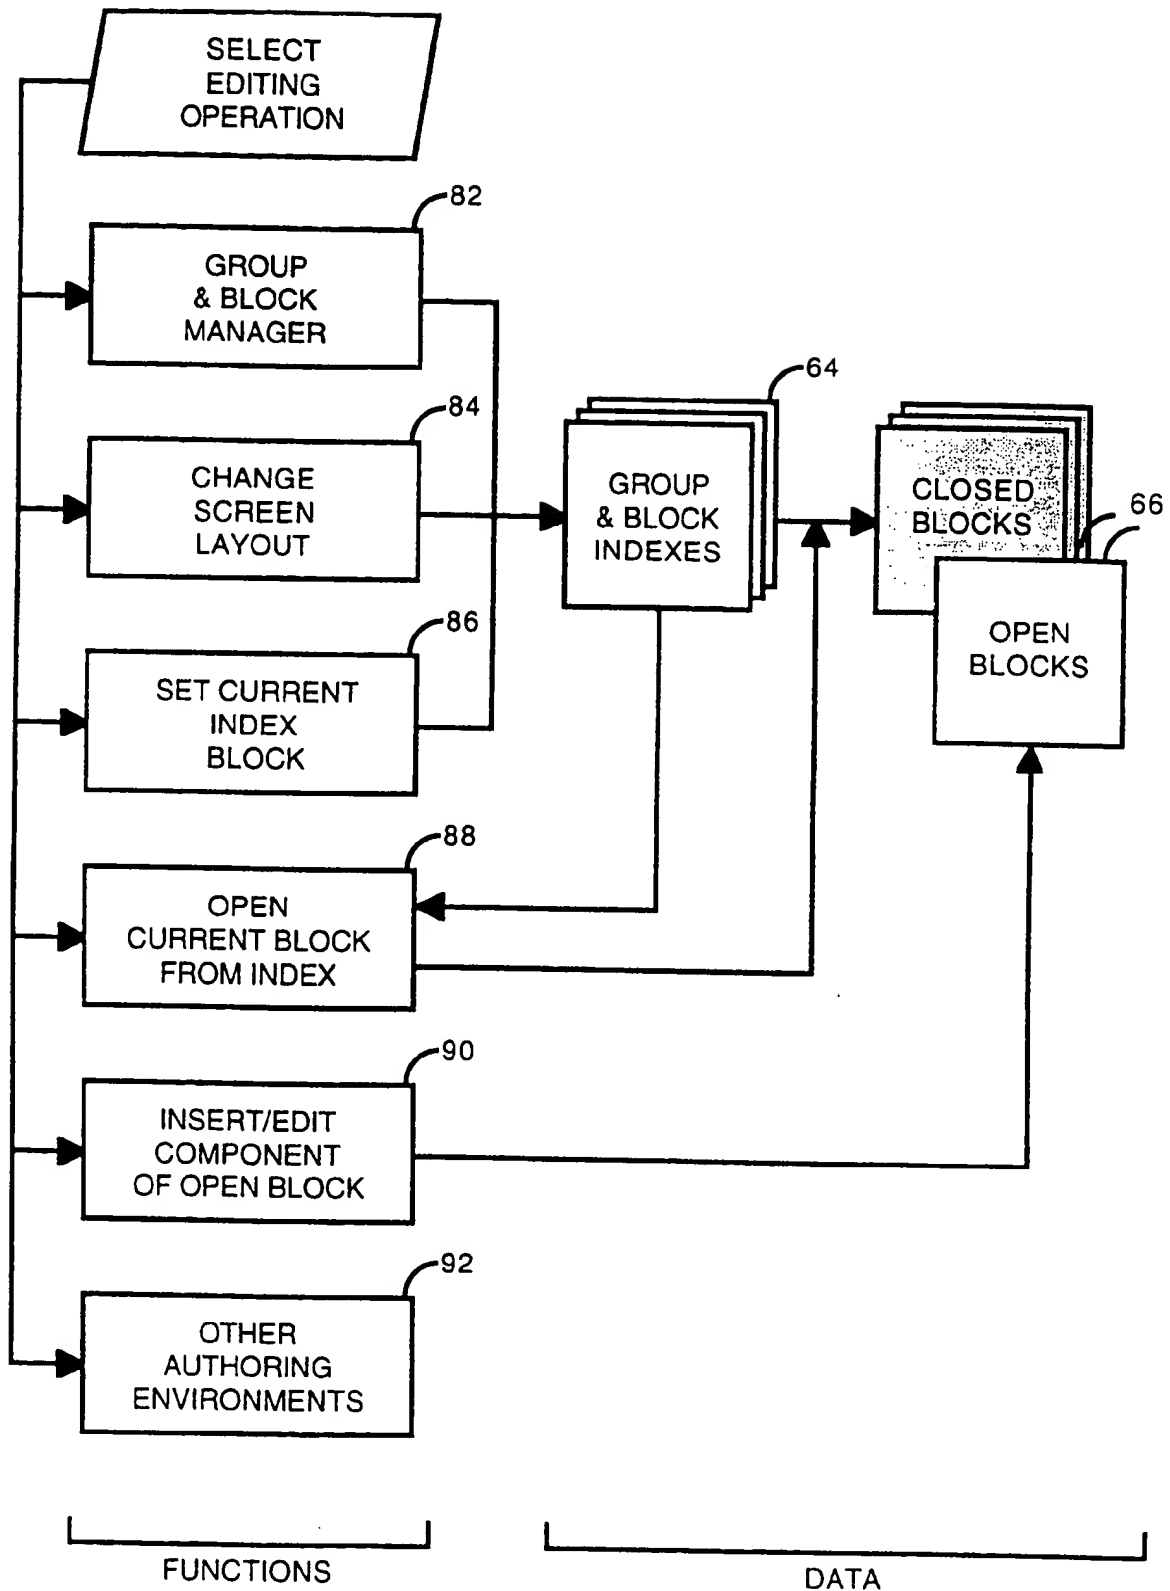 SELECT
EDITING
OPERATION
82
GROUP
& BLOCK
MANAGER
84
CHANGE
SCREEN
LAYOUT
86
SET CURRENT
INDEX
BLOCK
88
OPEN
CURRENT BLOCK
FROM INDEX
90
INSERT/EDIT
COMPONENT
OF OPEN BLOCK
92
OTHER
AUTHORING
ENVIRONMENTS
64
GROUP
& BLOCK
INDEXES
CLOSED
BLOCKS
66
OPEN
BLOCKS
FUNCTIONS
DATA